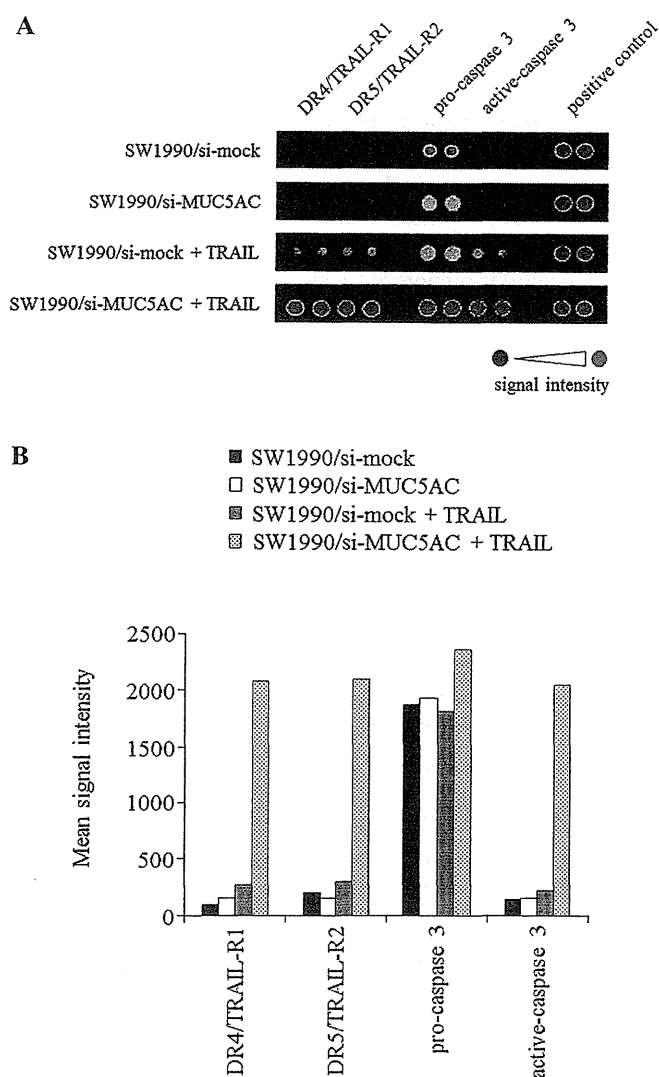 A
DR4/TRAIL-R1
DR5/TRAIL-R2
pro-caspase 3
active-caspase 3
positive control
SW1990/si-mock
SW1990/si-MUC5AC
SW1990/si-mock + TRAIL
SW1990/si-MUC5AC + TRAIL
signal intensity
B
SW1990/si-mock
SW1990/si-MUC5AC
SW1990/si-mock + TRAIL
SW1990/si-MUC5AC + TRAIL
Mean signal intensity
2500
2000
1500
1000
500
0
DR4/TRAIL-R1
DR5/TRAIL-R2
pro-caspase 3
active-caspase 3